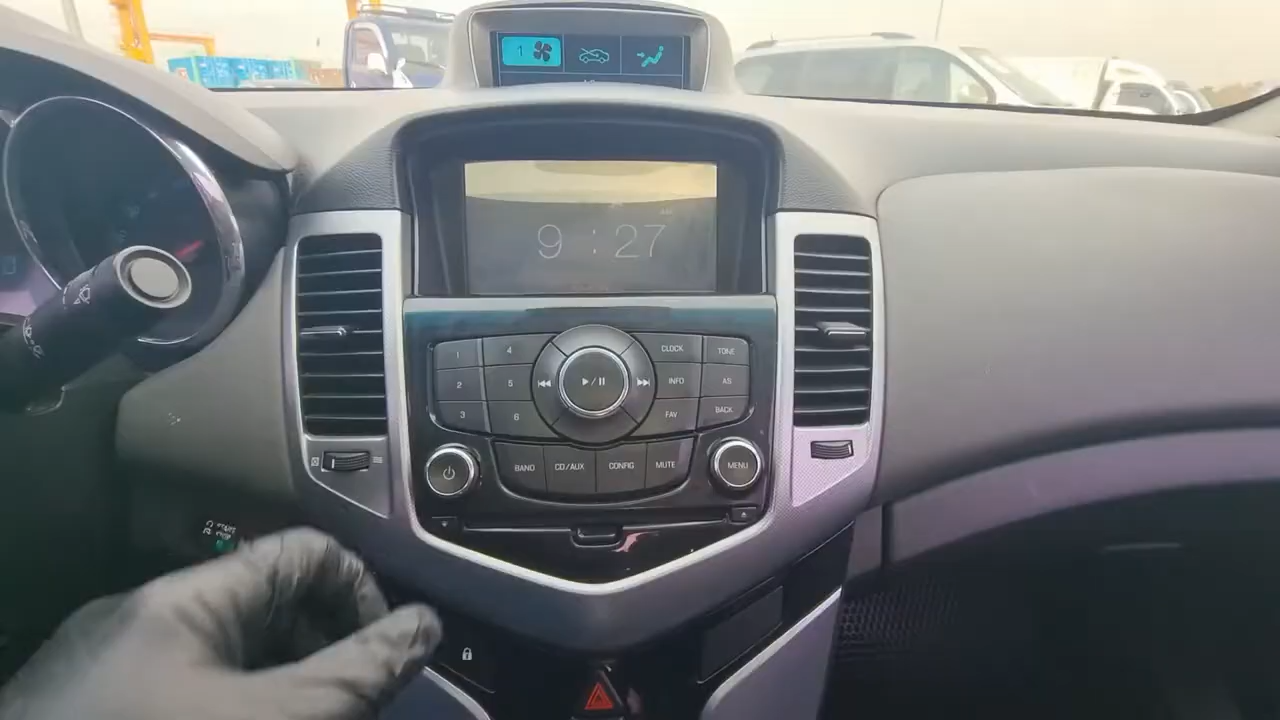 1
9 : 27
1
4
CLOCK
TONE
2
5
INFO
AS
3
6
FAV
BACK
BAND
CD/AUX
CONFIG
MUTE
MENU